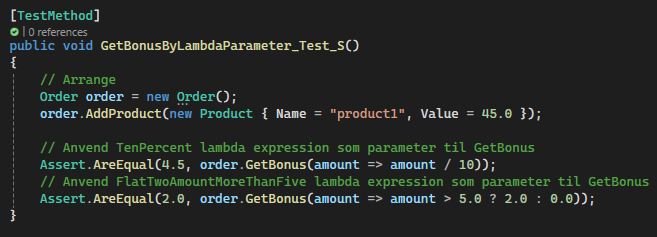 [TestMethod]
| 0 references
public void GetBonusByLambdaParameter_Test_S()
{
// Arrange
Order order = new Order();
order.AddProduct(new Product { Name = "product1", Value = 45.0 });
// Anvend TenPercent lambda expression som parameter til GetBonus
Assert.AreEqual(4.5, order.GetBonus(amount => amount / 10));
// Anvend FlatTwoAmountMoreThanFive lambda expression som parameter til GetBonus
Assert.AreEqual(2.0, order.GetBonus(amount => amount > 5.0 ? 2.0 : 0.0));
}